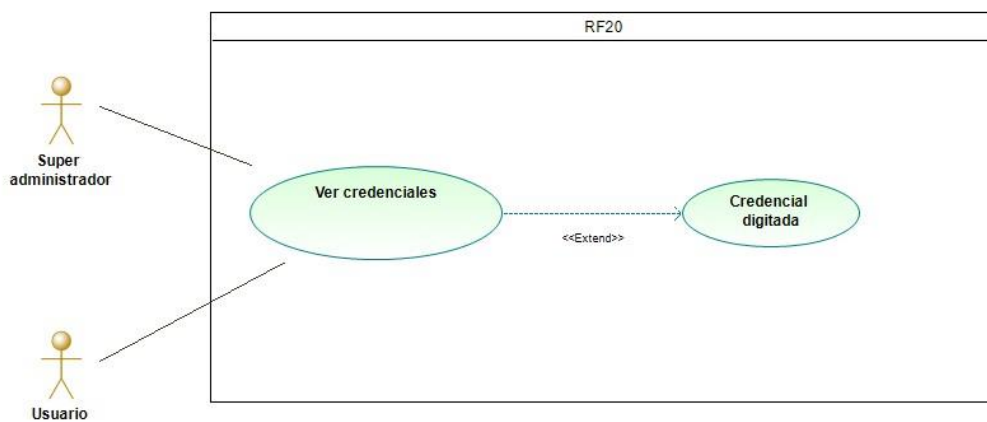 RF20
Super
administrador
Ver credenciales
Credencial
digitada
<<Extend>>
Usuario